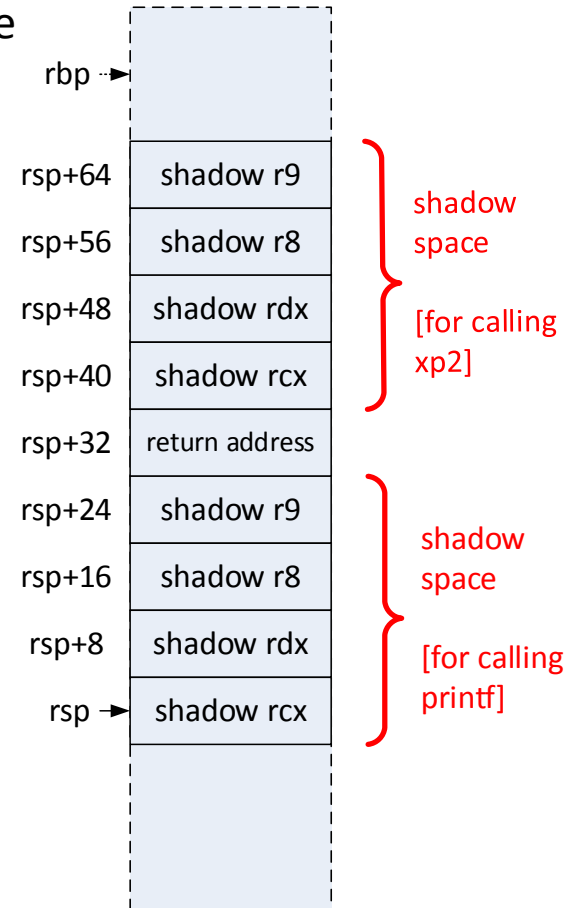 e
rbp
rsp+64 shadow r9
rsp+56 shadow r8
rsp+48 shadow rdx
rsp+40 shadow rcx
shadow
space
[for calling
xp2]
rsp+32 return address
rsp+24 shadow r9
rsp+16 shadow r8
rsp+8 shadow rdx
rsp shadow rcx
shadow
space
[for calling
printf]